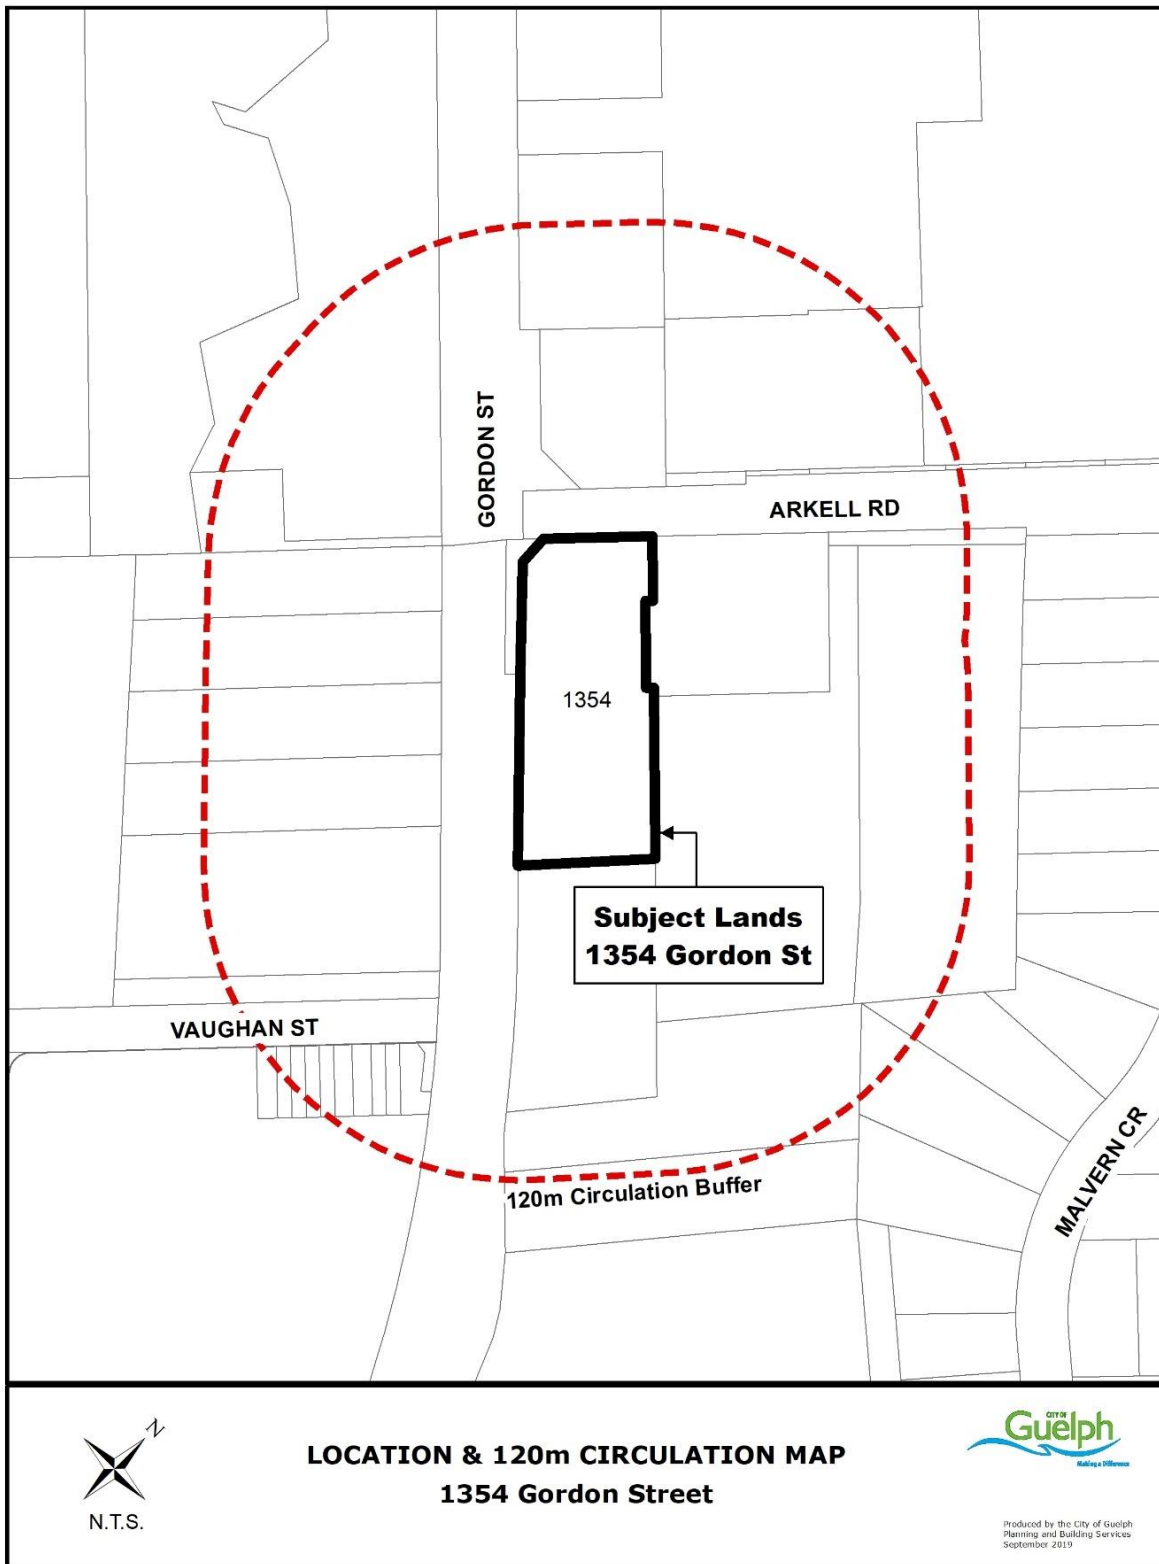 GORDON ST
ARKELL RD
1354
Subject Lands
1354 Gordon St
VAUGHAN ST
MALVERN CR
120m Circulation Buffer
N
N.T.S.
LOCATION & 120m CIRCULATION MAP
1354 Gordon Street
CITY OF
Guelph
Making a Difference
Produced by the City of Guelph
Planning and Building Services
September 2019